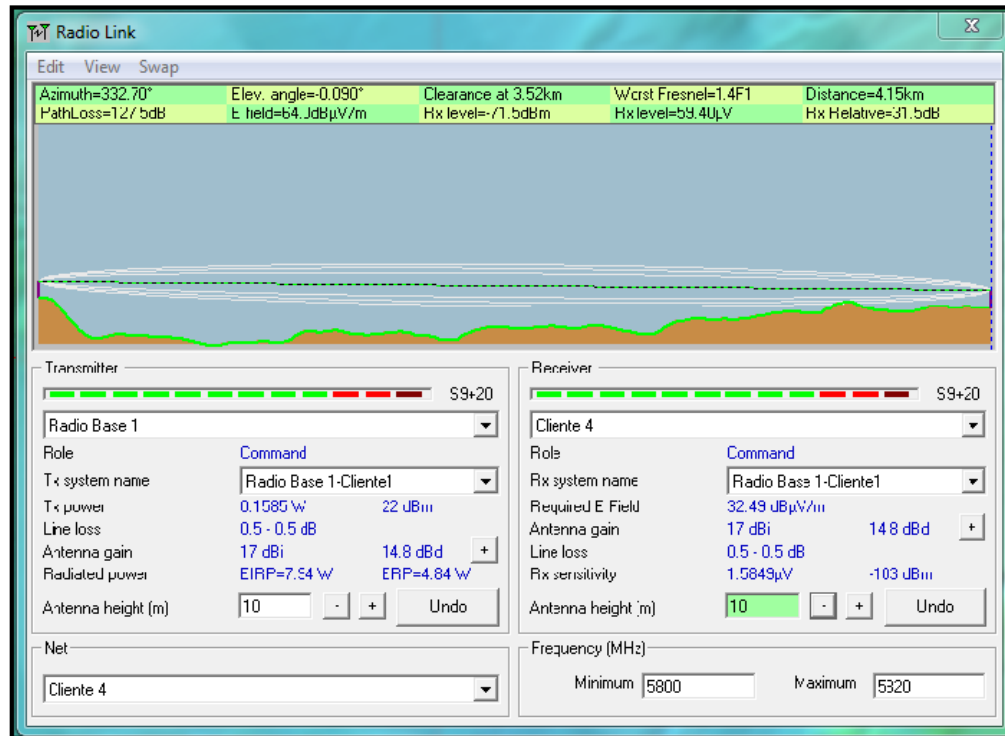 Radio Link
Edit View Swap
Azimuth=332.70° Elev. angle=-0.090° Clearance at 3.52km Worst Fresnel=1.4F1 Distance=4.15km
PathLoss=127.5dB E field=64.0dBµV/m Rx level=-71.5dBm Rx level=59.40µV Rx Relative=31.5dB
Transmitter Receiver
S9+20 S9+20
Radio Base 1 Cliente 4
Role Command Role Command
Tx system name Radio Base 1-Cliente1 Rx system name Radio Base 1-Cliente1
Tx power 0.1585 W 22 dBm Required E Field 32.49 dBµV/m
Line loss 0.5 - 0.5 dB Antenna gain 17 dBi 14.8 dBd +
Antenna gain 17 dBi 14.8 dBd + Line loss 0.5 - 0.5 dB
Radiated power EIRP=7.94 W ERP=4.84 W Rx sensitivity 1.5849µV -103 dBm
Antenna height (m) 10 - + Undo Antenna height (m) 10 - + Undo
Net Frequency (MHz)
Cliente 4 Minimum 5800 Maximum